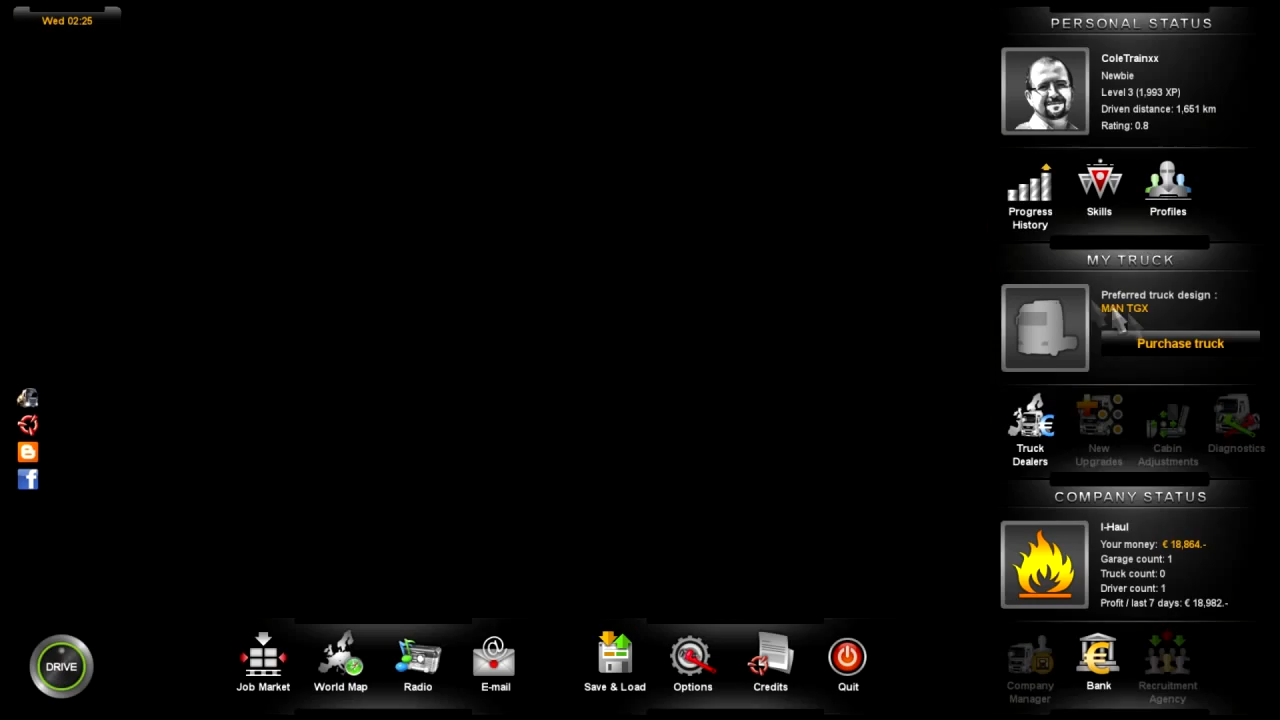 Wed 02:25
PERSONAL STATUS
ColeTrainxx
Newbie
Level 3 (1,993 XP)
Driven distance: 1,651 km
Rating: 0.8
Progress History
Skills
Profiles
MY TRUCK
Preferred truck design :
MAN TGX
Purchase truck
Truck Dealers
New Upgrades
Cabin Adjustments
Diagnostics
COMPANY STATUS
I-Haul
Your money: € 18,864.-
Garage count: 1
Truck count: 0
Driver count: 1
Profit / last 7 days: € 18,982.-
Company Manager
Bank
Recruitment Agency
DRIVE
Job Market
World Map
Radio
E-mail
Save & Load
Options
Credits
Quit